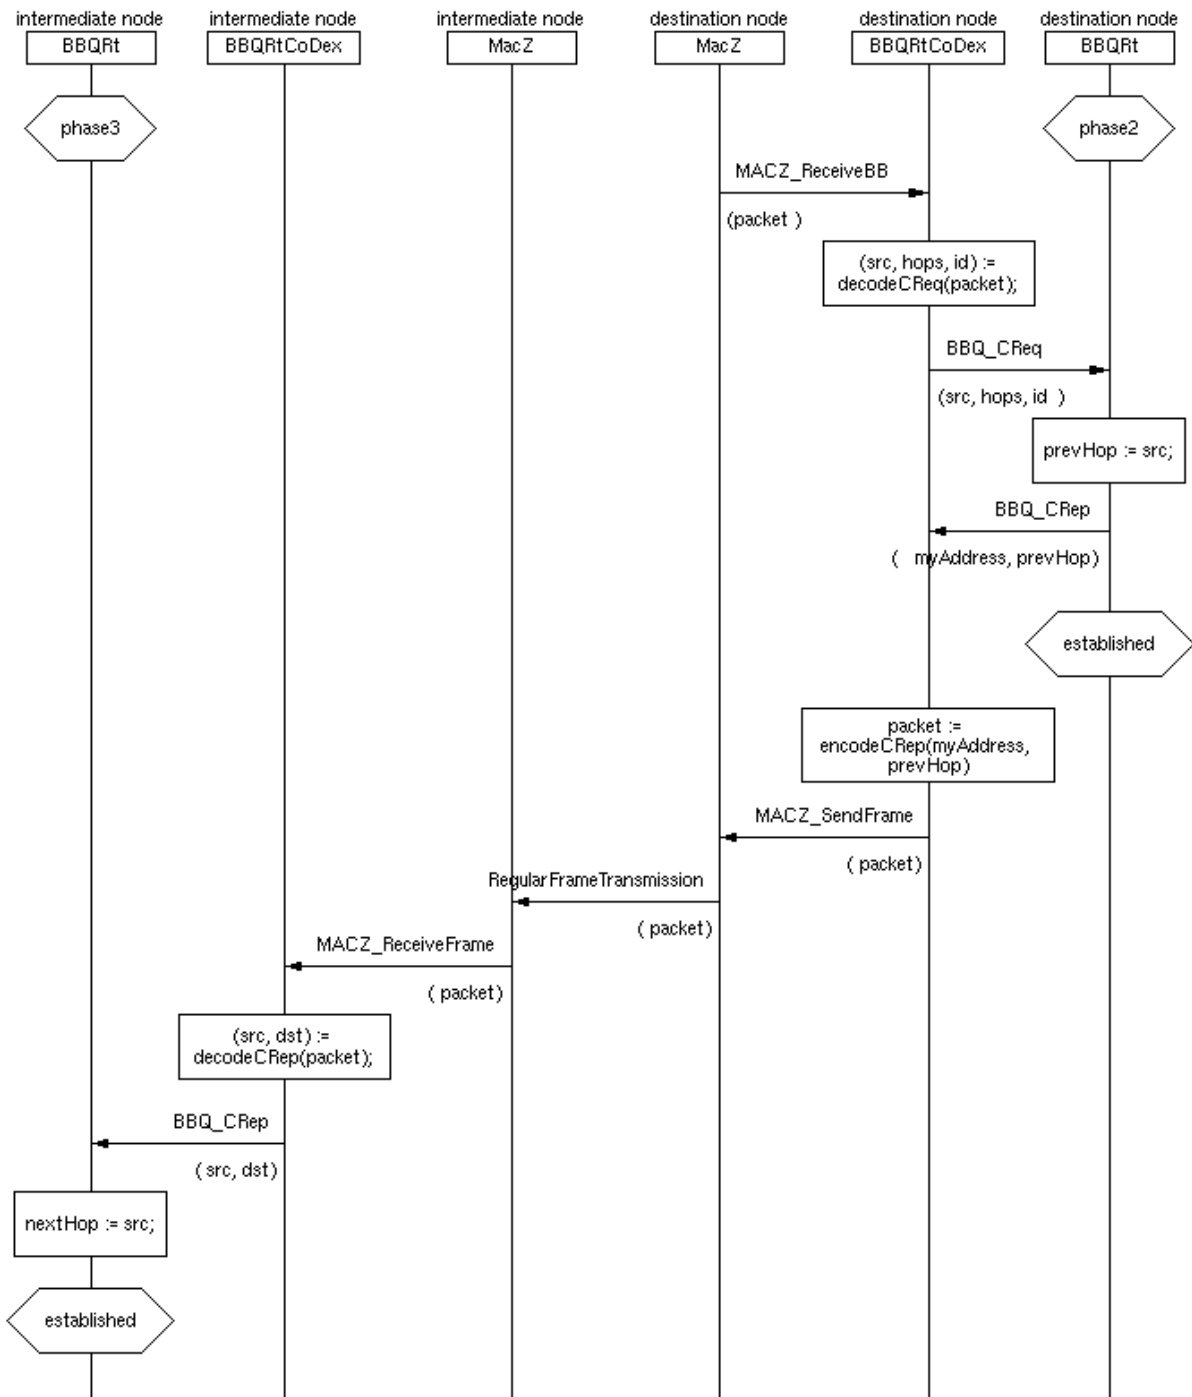 intermediate node intermediate node intermediate node destination node destination node destination node
BBQRt BBQRtCoDex MacZ MacZ BBQRtCoDex BBQRt
phase3 phase2
MACZ_ReceiveBB
(packet )
(src, hops, id) :=
decodeCReq(packet);
BBQ_CReq
(src, hops, id )
prevHop := src;
BBQ_CRep
( myAddress, prevHop)
established
packet :=
encodeCRep(myAddress,
prevHop)
MACZ_SendFrame
( packet)
RegularFrameTransmission
( packet)
MACZ_ReceiveFrame
( packet)
(src, dst) :=
decodeCRep(packet);
BBQ_CRep
( src, dst)
nextHop := src;
established